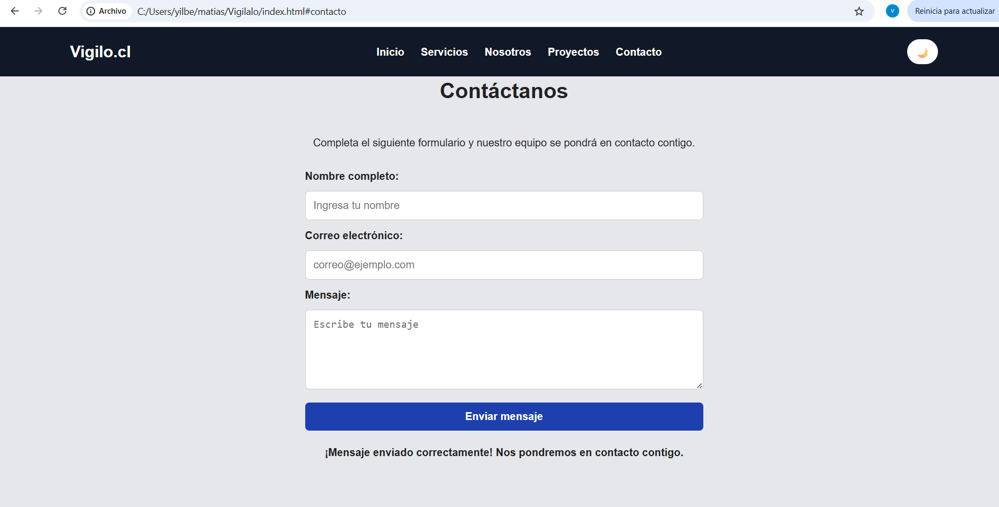 Archivo C:/Users/yilbe/matias/Vigilalo/index.html#contacto V Reinicia para actualizar
Vigilo.cl Inicio Servicios Nosotros Proyectos Contacto
Contáctanos
Completa el siguiente formulario y nuestro equipo se pondrá en contacto contigo.
Nombre completo:
Ingresa tu nombre
Correo electrónico:
correo@ejemplo.com
Mensaje:
Escribe tu mensaje
Enviar mensaje
¡Mensaje enviado correctamente! Nos pondremos en contacto contigo.